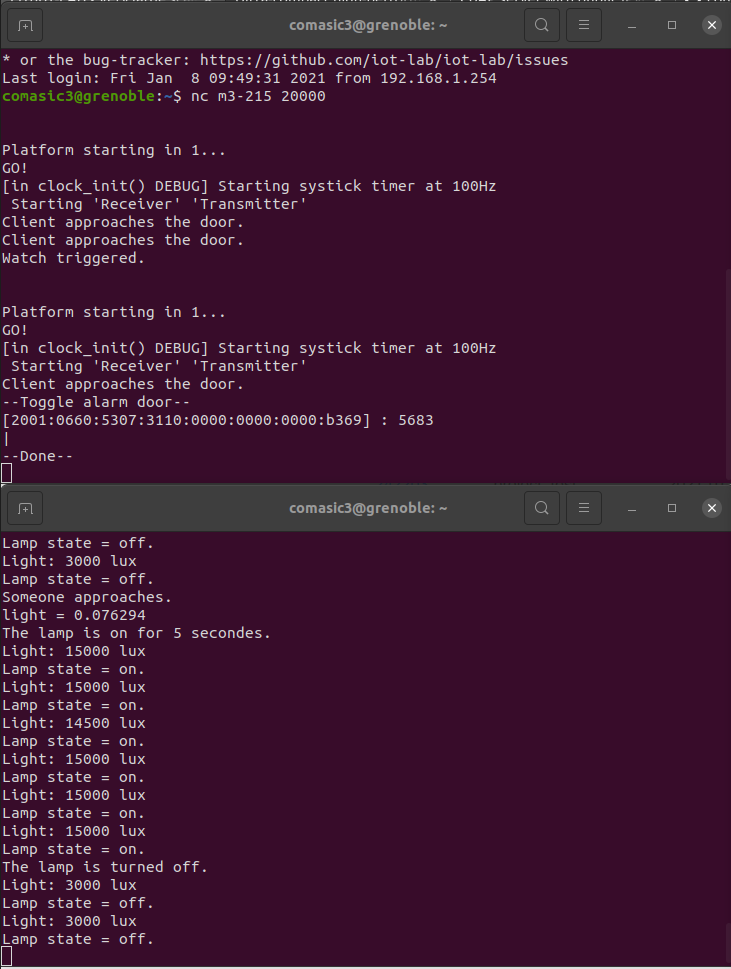 comasic3@grenoble: ~
* or the bug-tracker: https://github.com/iot-lab/iot-lab/issues
Last login: Fri Jan  8 09:49:31 2021 from 192.168.1.254
comasic3@grenoble:~$ nc m3-215 20000
Platform starting in 1...
GO!
[in clock_init() DEBUG] Starting systick timer at 100Hz
 Starting 'Receiver' 'Transmitter'
Client approaches the door.
Client approaches the door.
Watch triggered.
Platform starting in 1...
GO!
[in clock_init() DEBUG] Starting systick timer at 100Hz
 Starting 'Receiver' 'Transmitter'
Client approaches the door.
--Toggle alarm door--
[2001:0660:5307:3110:0000:0000:0000:b369] : 5683
|
--Done--
comasic3@grenoble: ~
Lamp state = off.
Light: 3000 lux
Lamp state = off.
Someone approaches.
light = 0.076294
The lamp is on for 5 secondes.
Light: 15000 lux
Lamp state = on.
Light: 15000 lux
Lamp state = on.
Light: 14500 lux
Lamp state = on.
Light: 15000 lux
Lamp state = on.
Light: 15000 lux
Lamp state = on.
Light: 15000 lux
Lamp state = on.
The lamp is turned off.
Light: 3000 lux
Lamp state = off.
Light: 3000 lux
Lamp state = off.